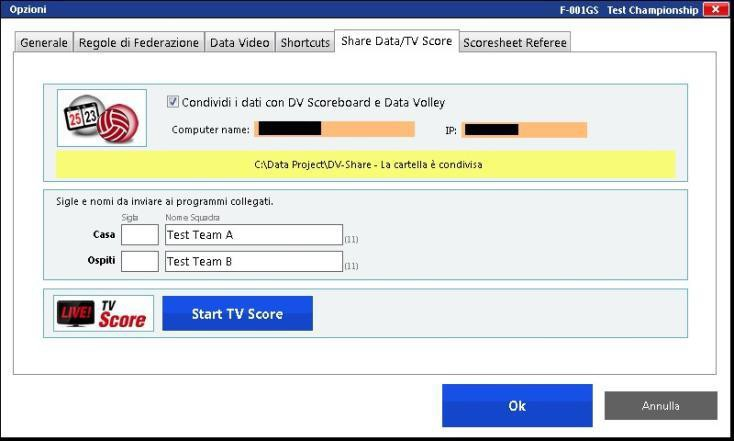 Opzioni F-001GS Test Championship
Generale Regole di Federazione Data Video Shortcuts Share Data/TV Score Scoresheet Referee
25 23
Condividi i dati con DV Scoreboard e Data Volley
Computer name: IP:
C:\Data Project\DV-Share - La cartella è condivisa
Sigle e nomi da inviare ai programmi collegati.
Sigla Nome Squadra
Casa Test Team A (11)
Ospiti Test Team B (11)
LIVE! TV Score Start TV Score
Ok Annulla